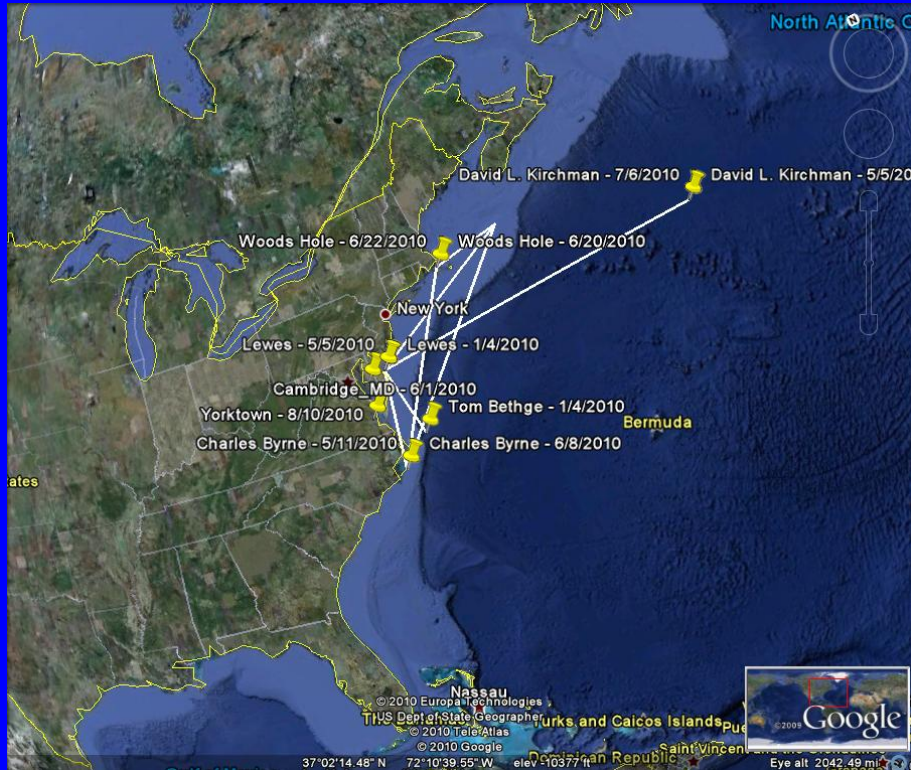 North Atlantic O
N
David L. Kirchman - 7/6/2010
David L. Kirchman - 5/5/20
Woods Hole - 6/22/2010
Woods Hole - 6/20/2010
New York
Lewes - 5/5/2010
Lewes - 1/4/2010
Cambridge_MD - 6/1/2010
Yorktown - 8/10/2010
Tom Bethge - 1/4/2010
Bermuda
Charles Byrne - 5/11/2010
Charles Byrne - 6/8/2010
ates
Nassau
© 2010 Europa Technologies
The Bahamas
US Dept of State Geographer
Turks and Caicos Islands
Pue
© 2010 Tele Atlas
© 2010 Google
©2009 Google
Dominican Republic
Saint Vincent and the Grenadines
37°02'14.48" N 72°10'39.55" W elev -10377 ft
Eye alt 2042.49 mi